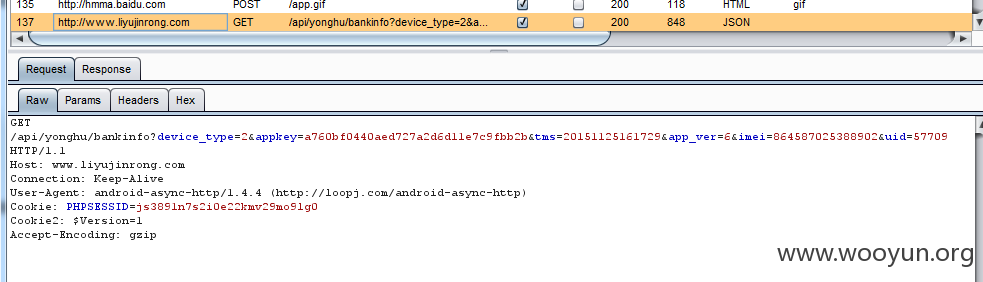 135 http://hmma.baidu.com POST /app.gif 200 118 HTML gif
137 http://www.liyujinrong.com GET /api/yonghu/bankinfo?device_type=2&a... 200 848 JSON
Request Response
Raw Params Headers Hex
GET
/api/yonghu/bankinfo?device_type=2&appkey=a760bf0440aed727a2d6d11e7c9fbb2b&tms=20151125161729&app_ver=6&imei=864587025388902&uid=57709
HTTP/1.1
Host: www.liyujinrong.com
Connection: Keep-Alive
User-Agent: android-async-http/1.4.4 (http://loopj.com/android-async-http)
Cookie: PHPSESSID=js389ln7s2i0e22kmv29mo9lg0
Cookie2: $Version=1
Accept-Encoding: gzip
www.wooyun.org